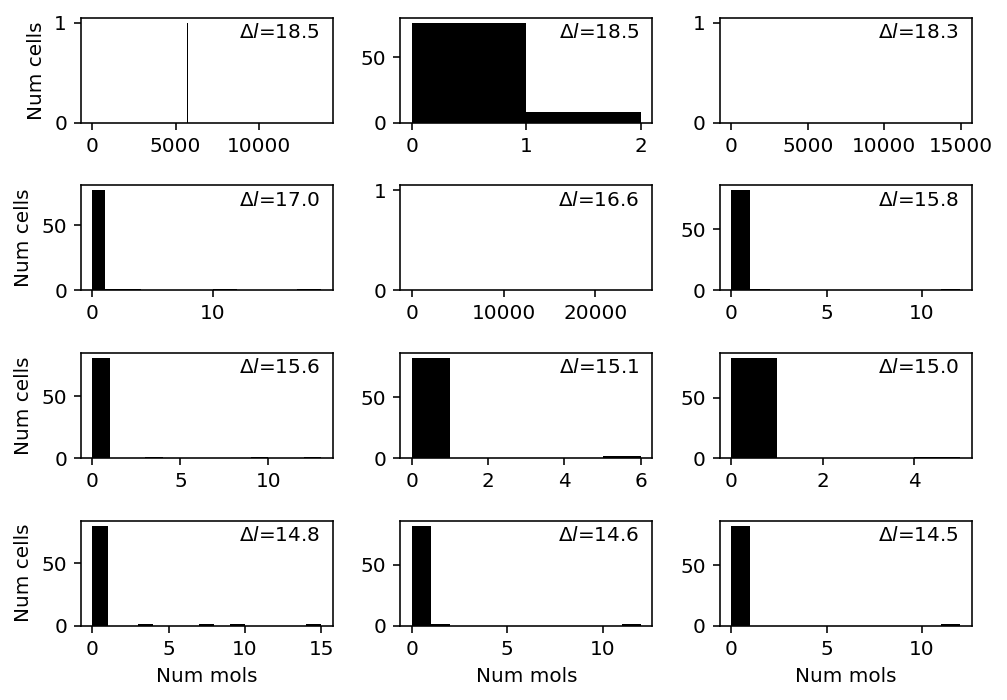 Num cells
1
0
Δl=18.5
0 5000 10000
50
0
Δl=18.5
0 1 2
1
0
Δl=18.3
0 5000 10000 15000
Num cells
50
0
Δl=17.0
0 10
1
0
Δl=16.6
0 10000 20000
50
0
Δl=15.8
0 5 10
Num cells
50
0
Δl=15.6
0 5 10
50
0
Δl=15.1
0 2 4 6
50
0
Δl=15.0
0 2 4
Num cells
50
0
Δl=14.8
0 5 10 15
Num mols
50
0
Δl=14.6
0 5 10
Num mols
50
0
Δl=14.5
0 5 10
Num mols